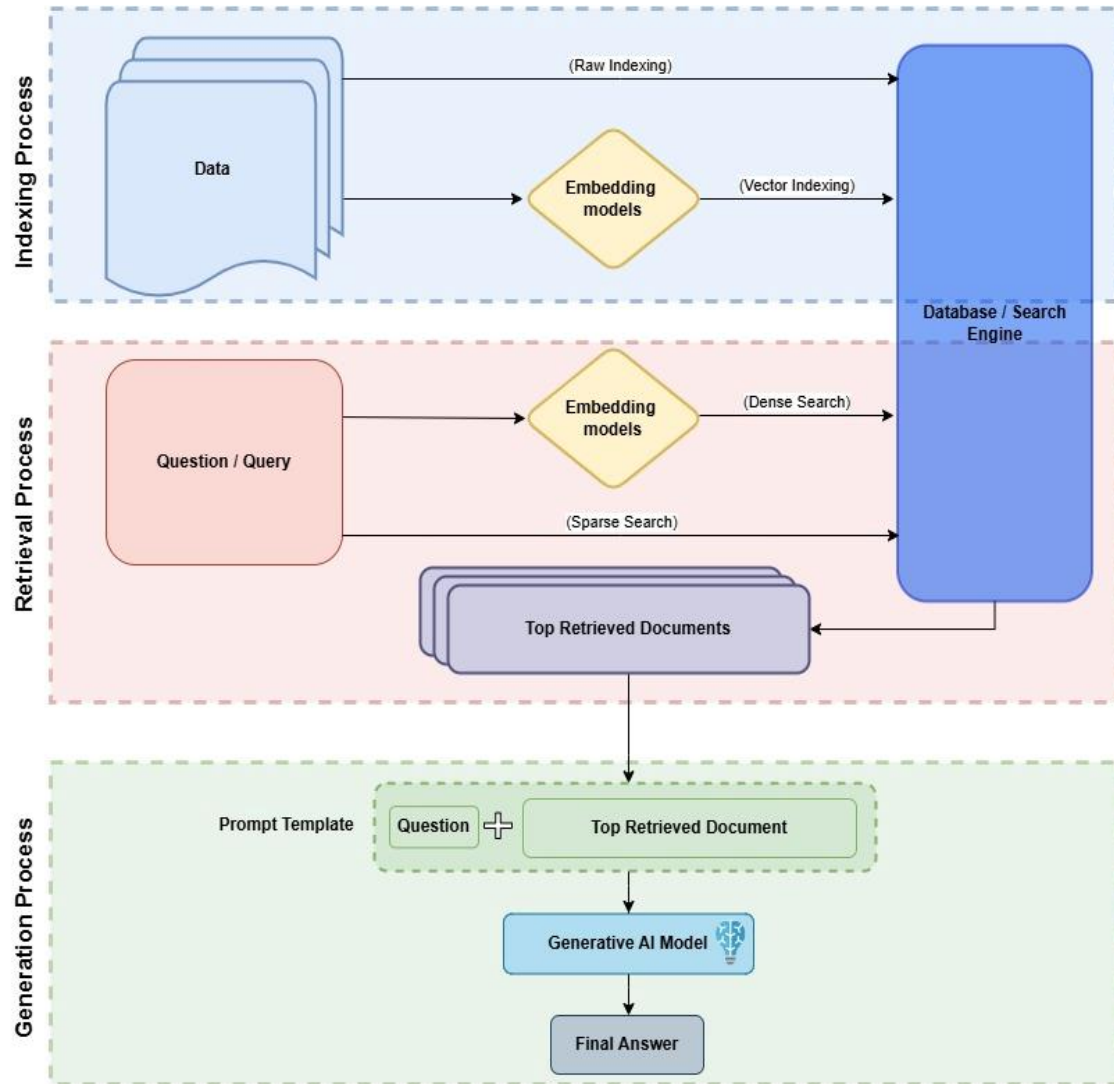 Indexing Process
(Raw Indexing)
Data
Embedding
models
(Vector Indexing)
Database / Search
Engine
Retrieval Process
Question / Query
Embedding
models
(Dense Search)
(Sparse Search)
Top Retrieved Documents
Generation Process
Prompt Template
Question
Top Retrieved Document
Generative AI Model
Final Answer